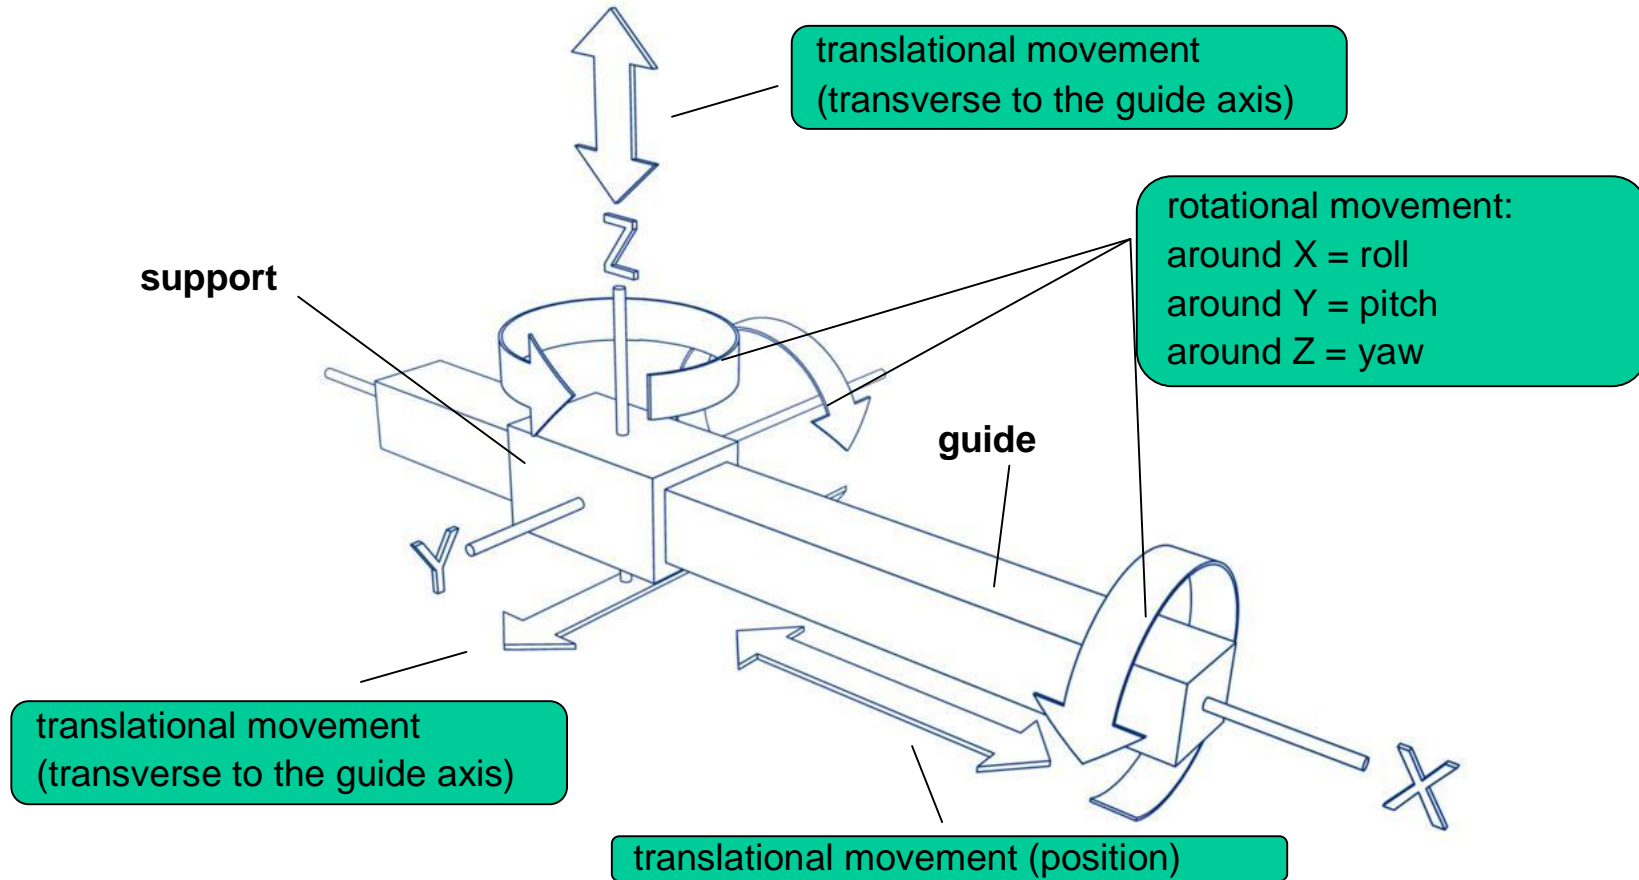 translational movement
(transverse to the guide axis)
rotational movement:
around X = roll
around Y = pitch
around Z = yaw
Z
support
guide
Y
translational movement
(transverse to the guide axis)
X
translational movement (position)